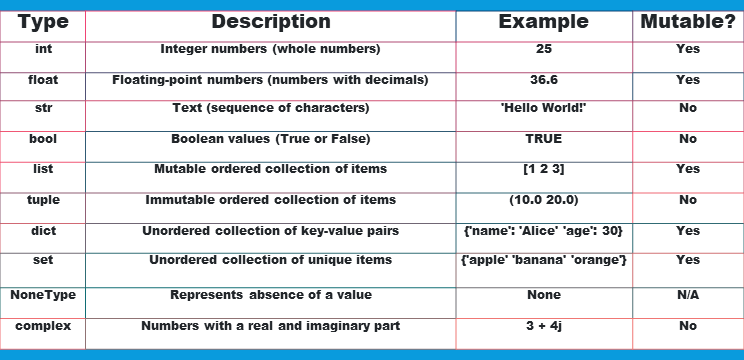 Type Description Example Mutable?
int Integer numbers (whole numbers) 25 Yes
float Floating-point numbers (numbers with decimals) 36.6 Yes
str Text (sequence of characters) 'Hello World!' No
bool Boolean values (True or False) TRUE No
list Mutable ordered collection of items [1 2 3] Yes
tuple Immutable ordered collection of items (10.0 20.0) No
dict Unordered collection of key-value pairs {'name': 'Alice' 'age': 30} Yes
set Unordered collection of unique items {'apple' 'banana' 'orange'} Yes
NoneType Represents absence of a value None N/A
complex Numbers with a real and imaginary part 3 + 4j No